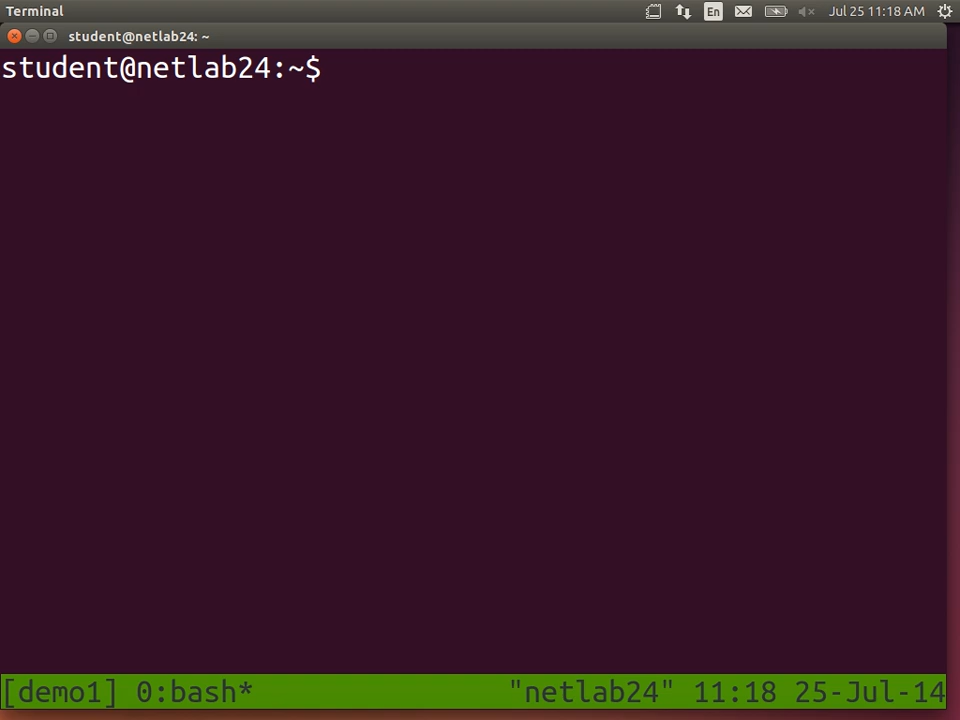 Terminal En Jul 25 11:18 AM
student@netlab24: ~
student@netlab24:~$
[demo1] 0:bash* "netlab24" 11:18 25-Jul-14